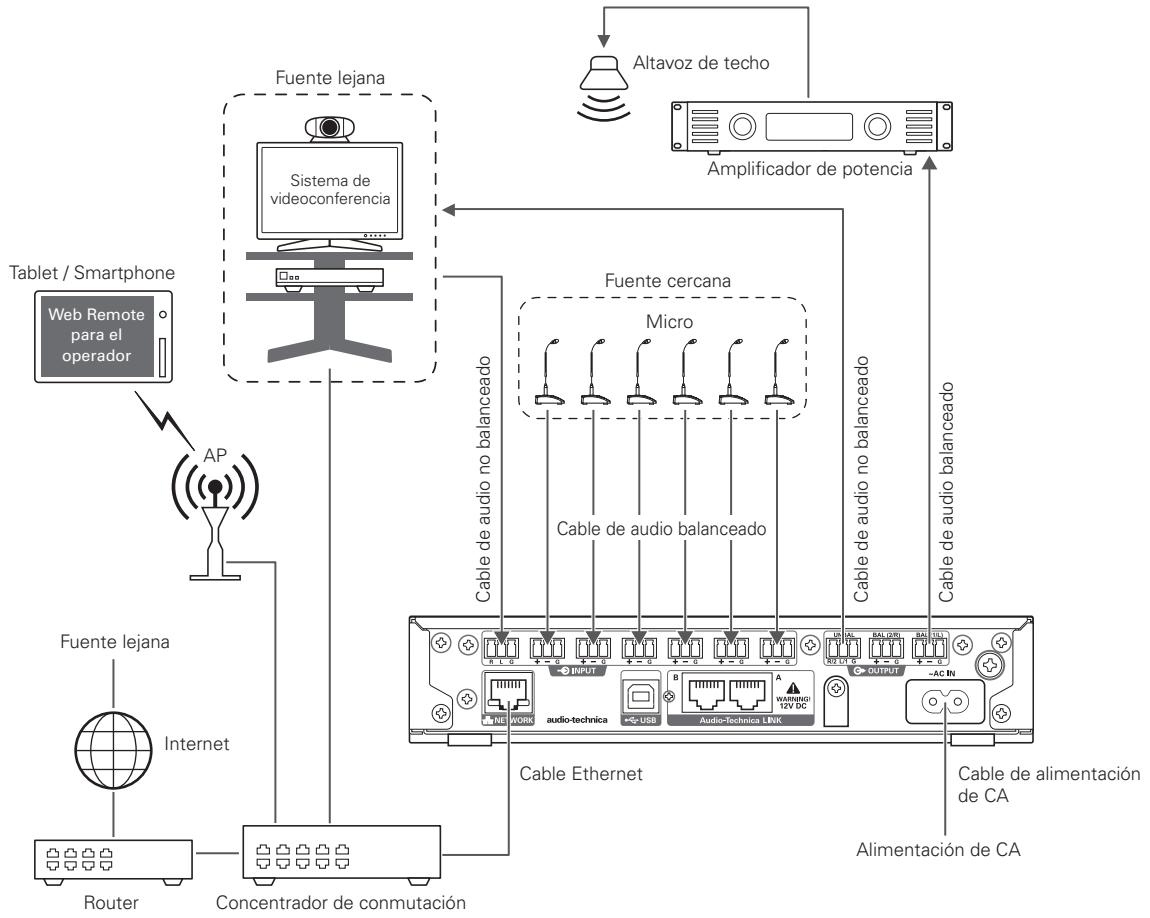 Altavoz de techo
Fuente lejana
Amplificador de potencia
Sistema de
videoconferencia
Tablet / Smartphone
Web Remote
para el
operador
Fuente cercana
Micro
AP
Cable de audio no balanceado
Cable de audio balanceado
Cable de audio no balanceado
Cable de audio balanceado
UNBAL
BAL (2/R)
BAL (1/L)
R L G
+ − G
+ − G
+ − G
+ − G
+ − G
+ − G
R/2 L/1 G
+ − G
+ − G
INPUT
OUTPUT
~AC IN
B
A
WARNING!
12V DC
NETWORK
audio-technica
USB
Audio-Technica LINK
Fuente lejana
Internet
Cable Ethernet
Cable de alimentación
de CA
Alimentación de CA
Router
Concentrador de conmutación